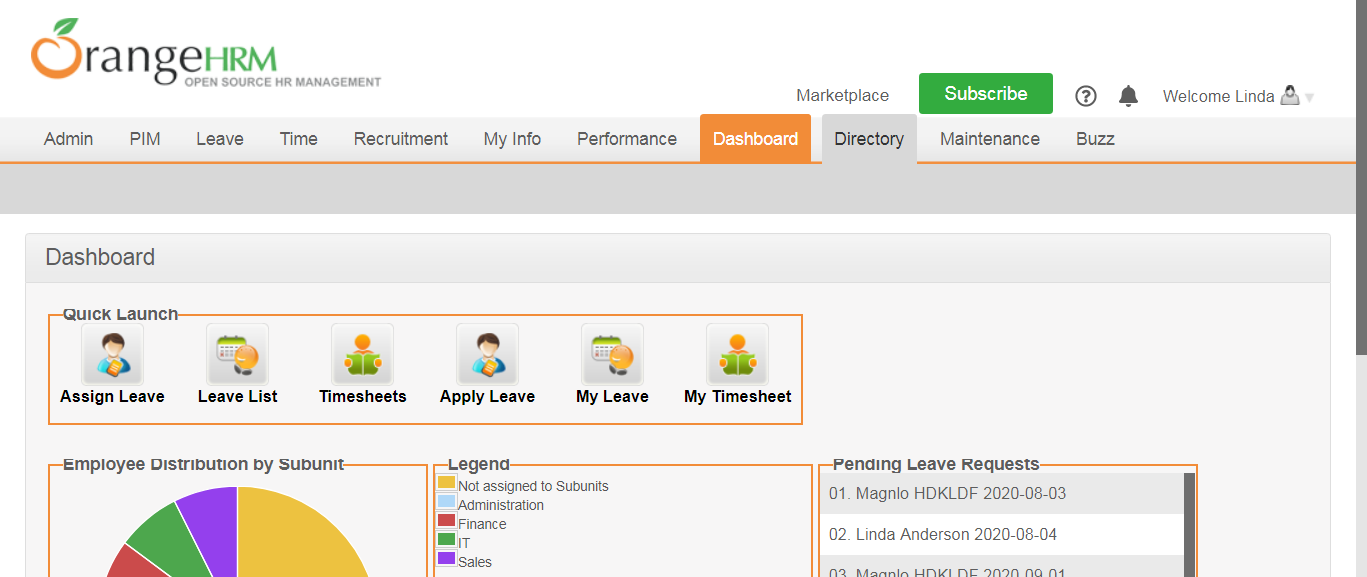 OrangeHRM
OPEN SOURCE HR MANAGEMENT
Marketplace
Subscribe
?
Welcome Linda
Admin
PIM
Leave
Time
Recruitment
My Info
Performance
Dashboard
Directory
Maintenance
Buzz
Dashboard
Quick Launch
Assign Leave
Leave List
Timesheets
Apply Leave
My Leave
My Timesheet
Employee Distribution by Subunit
Legend
Not assigned to Subunits
Administration
Finance
IT
Sales
Pending Leave Requests
01. Magnlo HDKLDF 2020-08-03
02. Linda Anderson 2020-08-04
03. Magnlo HDKLDF 2020-09-01